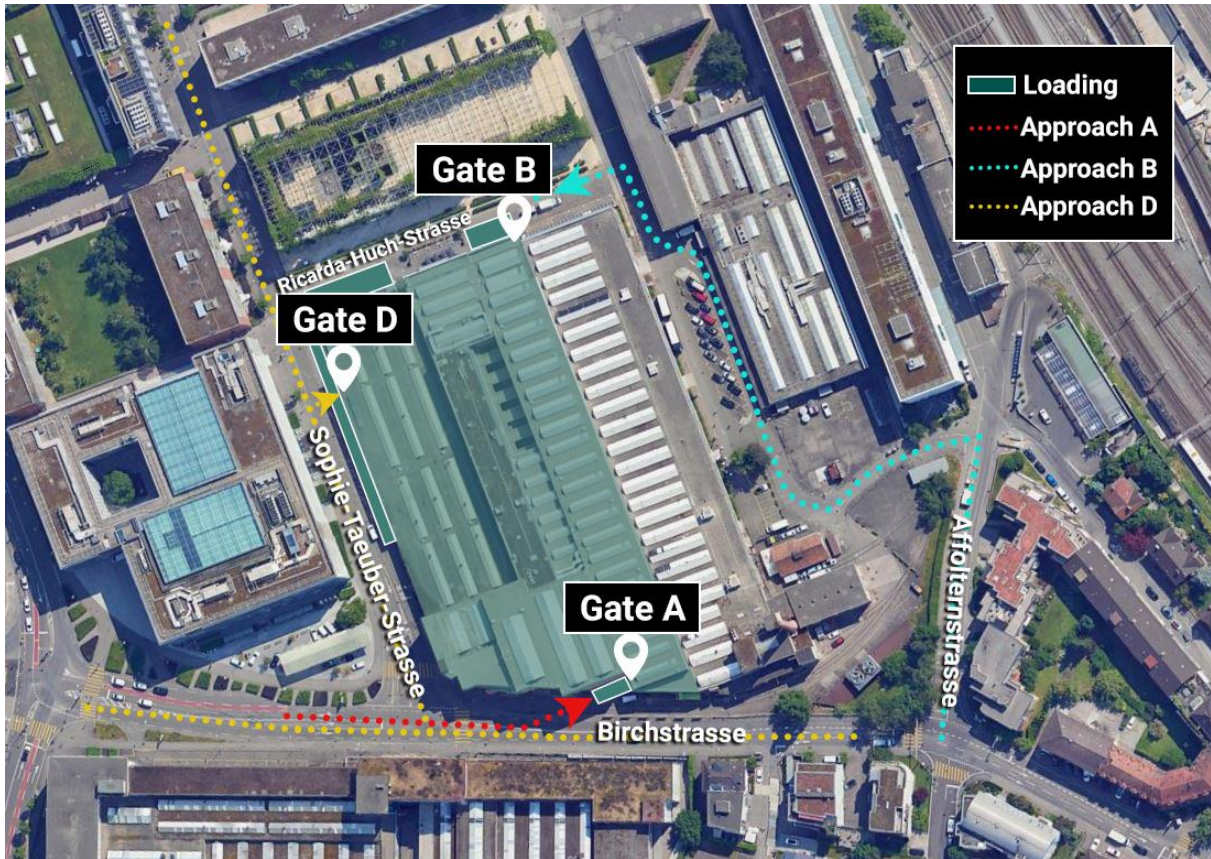 Loading
Approach A
Approach B
Approach D
Gate B
Ricarda-Huch-Strasse
Gate D
Sophie-Taeuber-Strasse
Gate A
Affolternstrasse
Birchstrasse